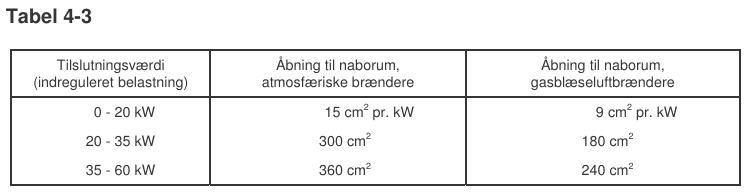 Tabel 4-3
Tilslutningsværdi Åbning til naborum, Åbning til naborum,
(indreguleret belastning) atmosfæriske brændere gasblæseluftbrændere
0 - 20 kW 15 cm² pr. kW 9 cm² pr. kW
20 - 35 kW 300 cm² 180 cm²
35 - 60 kW 360 cm² 240 cm²